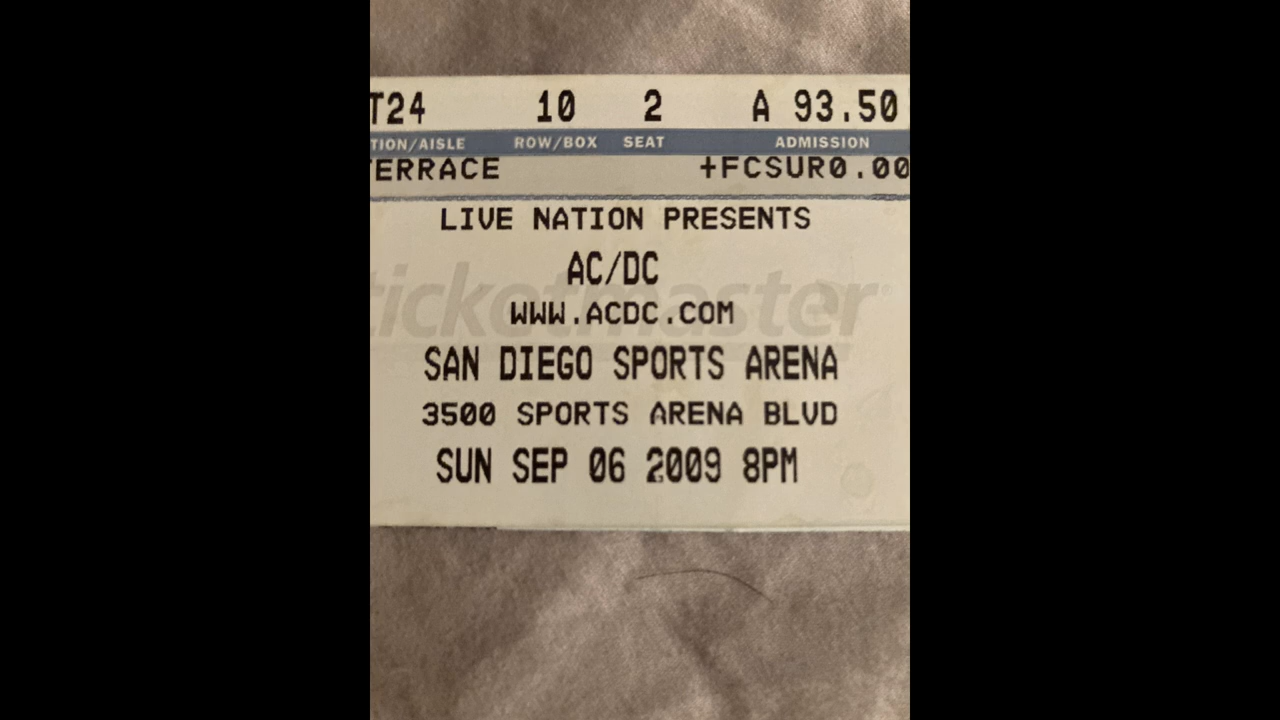 T24 10 2 A 93.50
TION/AISLE ROW/BOX SEAT ADMISSION
ERRACE +FCSUR0.00
LIVE NATION PRESENTS
AC/DC
ticketmaster
WWW.ACDC.COM
SAN DIEGO SPORTS ARENA
3500 SPORTS ARENA BLVD
SUN SEP 06 2009 8PM